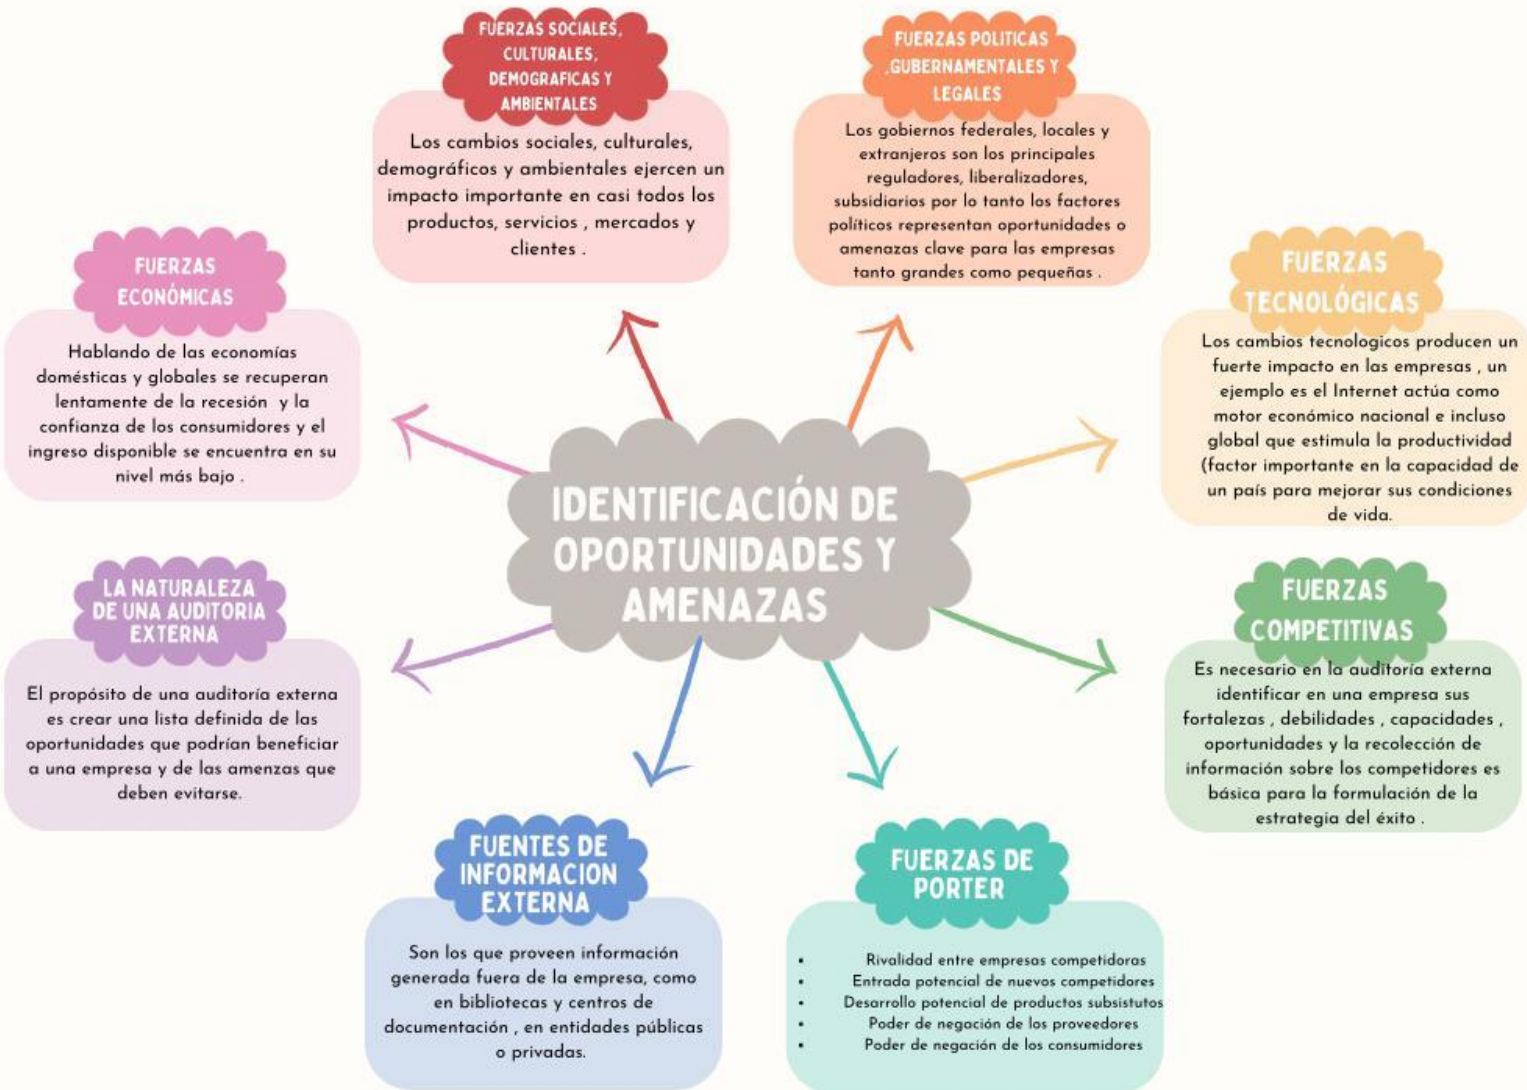 FUERZAS SOCIALES,
CULTURALES,
DEMOGRAFICAS Y
AMBIENTALES
Los cambios sociales, culturales,
demográficos y ambientales ejercen un
impacto importante en casi todos los
productos, servicios , mercados y
clientes .
FUERZAS POLITICAS
,GUBERNAMENTALES Y
LEGALES
Los gobiernos federales, locales y
extranjeros son los principales
reguladores, liberalizadores,
subsidiarios por lo tanto los factores
políticos representan oportunidades o
amenazas clave para las empresas
tanto grandes como pequeñas .
FUERZAS
ECONÓMICAS
Hablando de las economías
domésticas y globales se recuperan
lentamente de la recesión y la
confianza de los consumidores y el
ingreso disponible se encuentra en su
nivel más bajo .
FUERZAS
TECNOLÓGICAS
Los cambios tecnologicos producen un
fuerte impacto en las empresas , un
ejemplo es el Internet actúa como
motor económico nacional e incluso
global que estimula la productividad
(factor importante en la capacidad de
un país para mejorar sus condiciones
de vida.
IDENTIFICACIÓN DE
OPORTUNIDADES Y
AMENAZAS
LA NATURALEZA
DE UNA AUDITORIA
EXTERNA
El propósito de una auditoría externa
es crear una lista definida de las
oportunidades que podrían beneficiar
a una empresa y de las amenzas que
deben evitarse.
FUERZAS
COMPETITIVAS
Es necesario en la auditoría externa
identificar en una empresa sus
fortalezas , debilidades , capacidades ,
oportunidades y la recolección de
información sobre los competidores es
básica para la formulación de la
estrategia del éxito .
FUENTES DE
INFORMACION
EXTERNA
Son los que proveen información
generada fuera de la empresa, como
en bibliotecas y centros de
documentación , en entidades públicas
o privadas.
FUERZAS DE
PORTER
• Rivalidad entre empresas competidoras
• Entrada potencial de nuevos competidores
• Desarrollo potencial de productos subsistutos
• Poder de negación de los proveedores
• Poder de negación de los consumidores